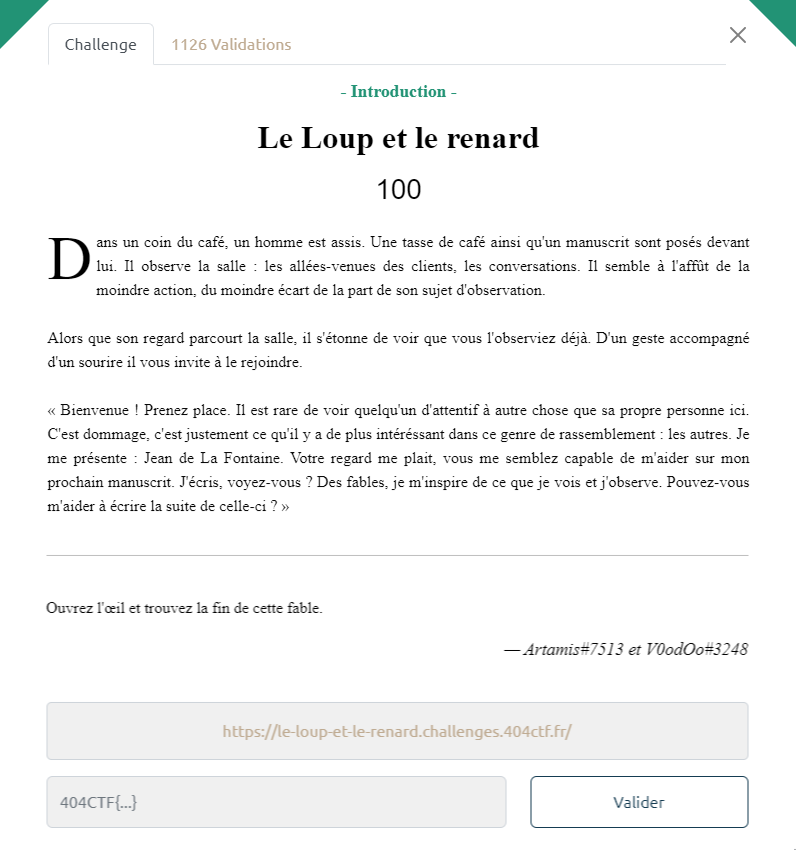 Challenge
1126 Validations
- Introduction -
Le Loup et le renard
100
Dans un coin du café, un homme est assis. Une tasse de café ainsi qu'un manuscrit sont posés devant
lui. Il observe la salle : les allées-venues des clients, les conversations. Il semble à l'affût de la
moindre action, du moindre écart de la part de son sujet d'observation.
Alors que son regard parcourt la salle, il s'étonne de voir que vous l'observiez déjà. D'un geste accompagné
d'un sourire il vous invite à le rejoindre.
« Bienvenue ! Prenez place. Il est rare de voir quelqu'un d'attentif à autre chose que sa propre personne ici.
C'est dommage, c'est justement ce qu'il y a de plus intéréssant dans ce genre de rassemblement : les autres. Je
me présente : Jean de La Fontaine. Votre regard me plait, vous me semblez capable de m'aider sur mon
prochain manuscrit. J'écris, voyez-vous ? Des fables, je m'inspire de ce que je vois et j'observe. Pouvez-vous
m'aider à écrire la suite de celle-ci ? »
Ouvrez l'œil et trouvez la fin de cette fable.
— Artamis#7513 et V0odOo#3248
https://le-loup-et-le-renard.challenges.404ctf.fr/
404CTF{...}
Valider